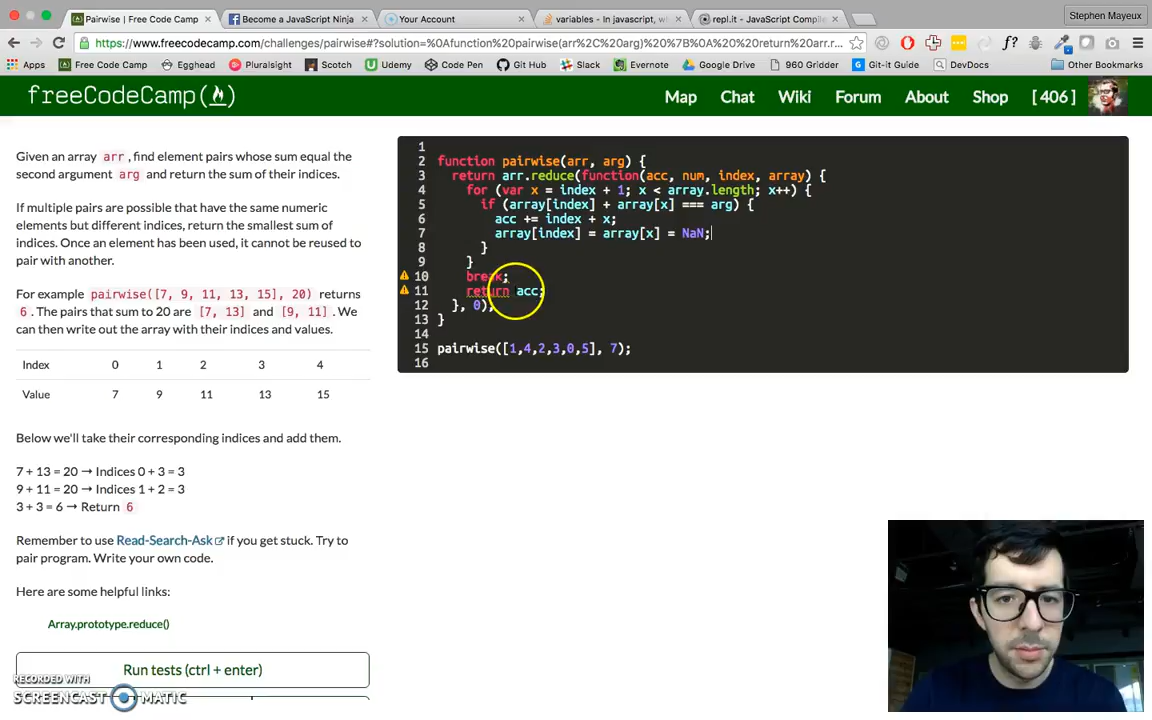 Pairwise | Free Code Camp
Become a JavaScript Ninja
Your Account
variables - In javascript, w
repl.it - JavaScript Compile
Stephen Mayeux
https://www.freecodecamp.com/challenges/pairwise#?solution=%0Afunction%20pairwise(arr%2C%20arg)%20%7B%0A%20%20return%20arr.r...
Apps
Free Code Camp
Egghead
Pluralsight
Scotch
Udemy
Code Pen
Git Hub
Slack
Evernote
Google Drive
960 Gridder
Git-it Guide
DevDocs
Other Bookmarks
freeCodeCamp
Map Chat Wiki Forum About Shop [ 406 ]
Given an array arr , find element pairs whose sum equal the
second argument arg and return the sum of their indices.
If multiple pairs are possible that have the same numeric
elements but different indices, return the smallest sum of
indices. Once an element has been used, it cannot be reused to
pair with another.
For example pairwise([7, 9, 11, 13, 15], 20) returns
6 . The pairs that sum to 20 are [7, 13] and [9, 11] . We
can then write out the array with their indices and values.
Index 0 1 2 3 4
Value 7 9 11 13 15
Below we'll take their corresponding indices and add them.
7 + 13 = 20 → Indices 0 + 3 = 3
9 + 11 = 20 → Indices 1 + 2 = 3
3 + 3 = 6 → Return 6
Remember to use Read-Search-Ask if you get stuck. Try to
pair program. Write your own code.
Here are some helpful links:
Array.prototype.reduce()
Run tests (ctrl + enter)
1
2 function pairwise(arr, arg) {
3 return arr.reduce(function(acc, num, index, array) {
4 for (var x = index + 1; x < array.length; x++) {
5 if (array[index] + array[x] === arg) {
6 acc += index + x;
7 array[index] = array[x] = NaN;
8 }
9 }
10 break;
11 return acc;
12 }, 0);
13 }
14
15 pairwise([1,4,2,3,0,5], 7);
16
RECORDED WITH
SCREENCAST MATIC